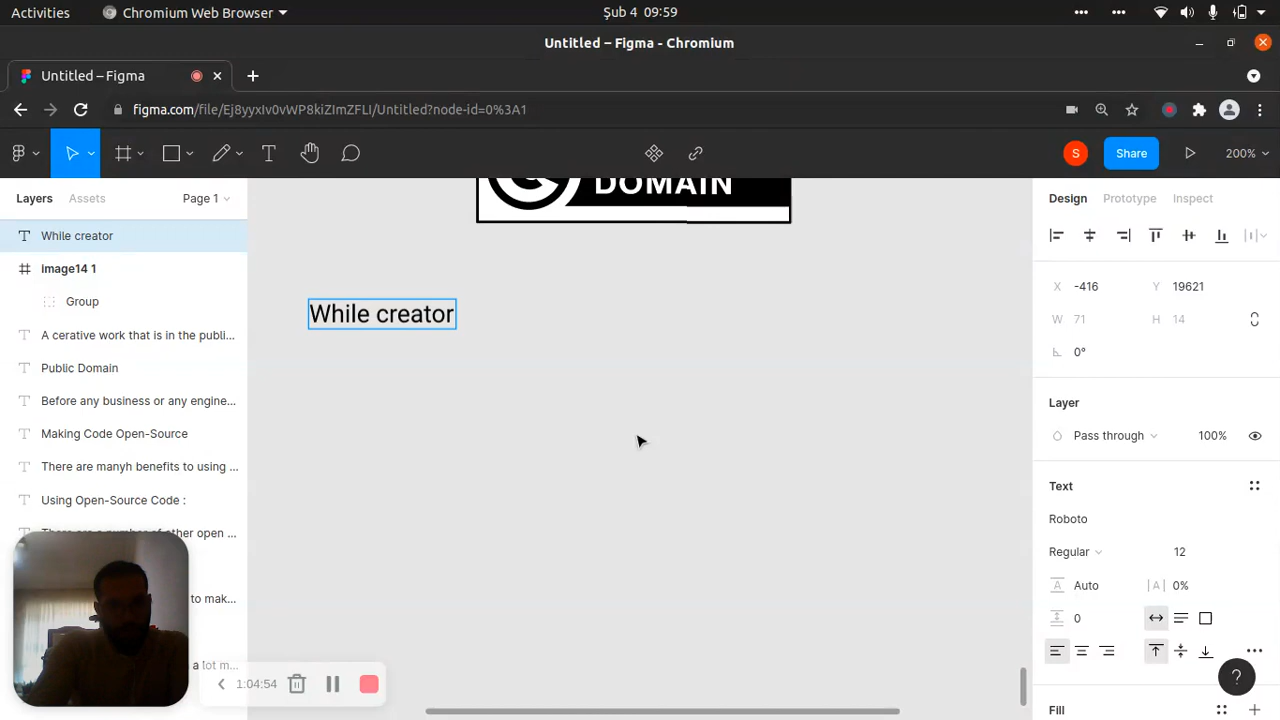 Activities
Chromium Web Browser
Şub 4 09:59
Untitled – Figma - Chromium
Untitled – Figma
figma.com/file/Ej8yyxIv0vWP8kiZImZFLI/Untitled?node-id=0%3A1
S
Share
200%
Layers
Assets
Page 1
Design
Prototype
Inspect
While creator
image14 1
Group
A cerative work that is in the publi...
Public Domain
Before any business or any engine...
Making Code Open-Source
There are manyh benefits to using ...
Using Open-Source Code :
There are a number of other open ...
to mak...
a lot m...
1:04:54
DOMAIN
While creator
X -416
Y 19621
W 71
H 14
0°
Layer
Pass through
100%
Text
Roboto
Regular
12
Auto
0%
0
Fill
?